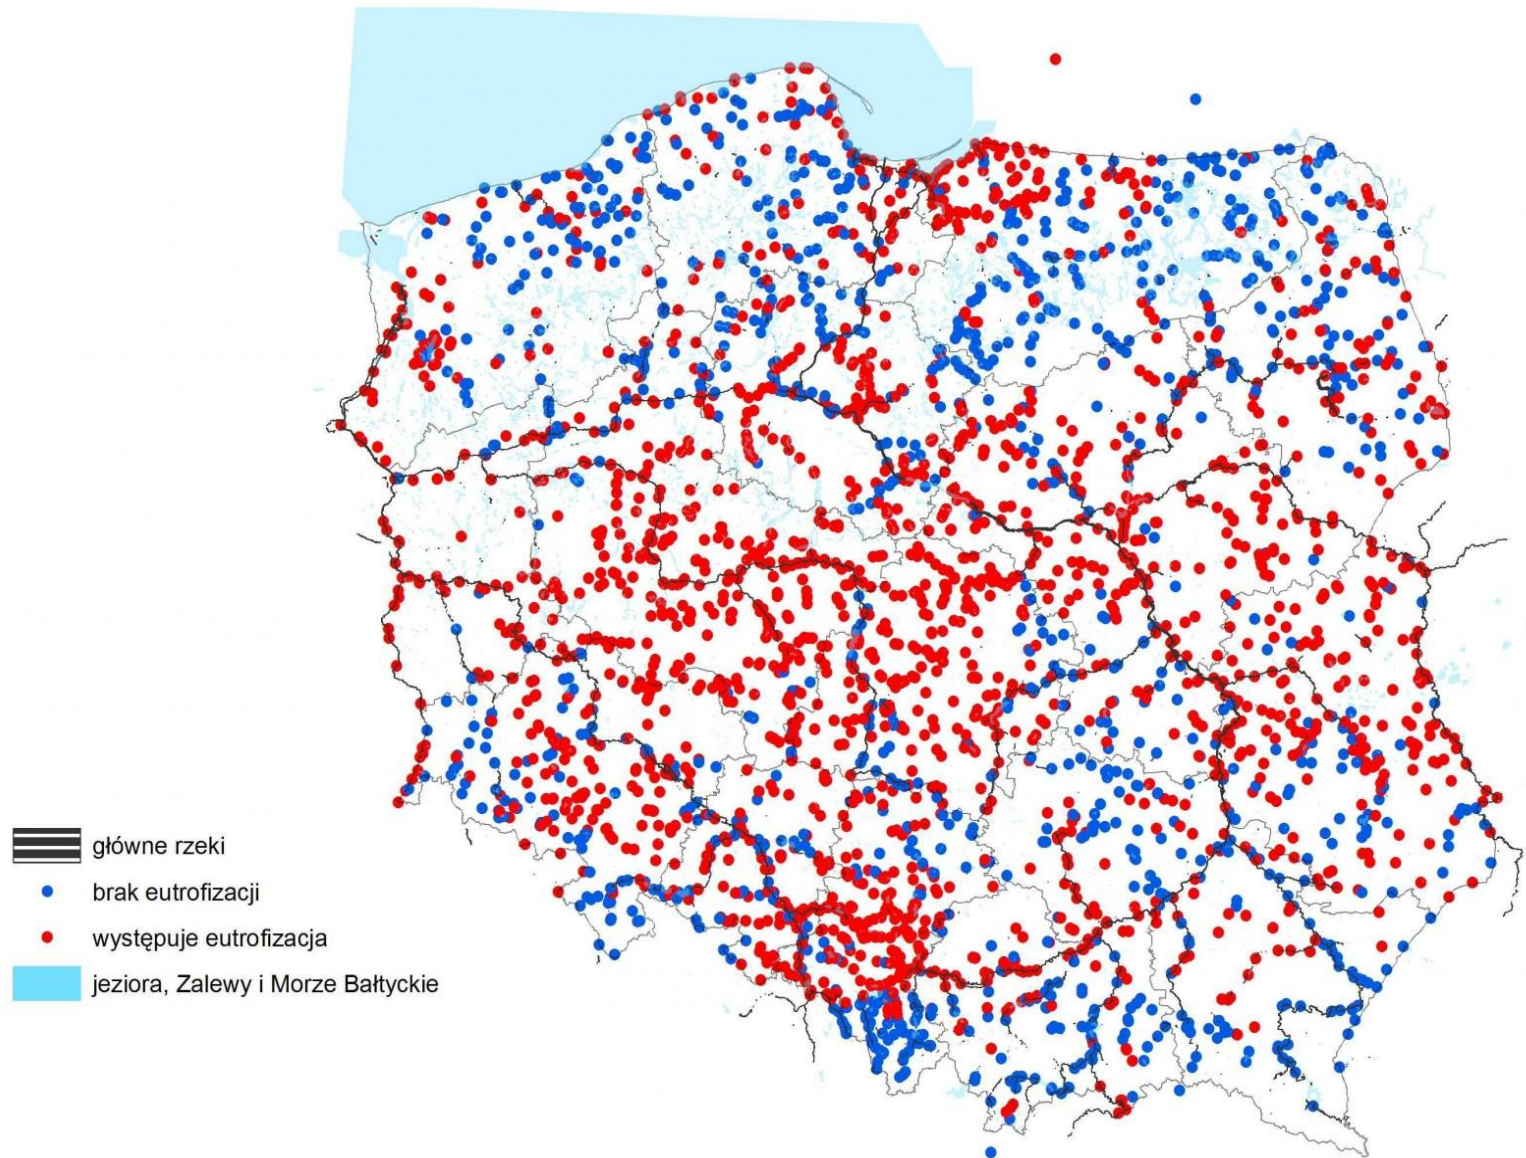 główne rzeki
brak eutrofizacji
występuje eutrofizacja
jeziora, Zalewy i Morze Bałtyckie